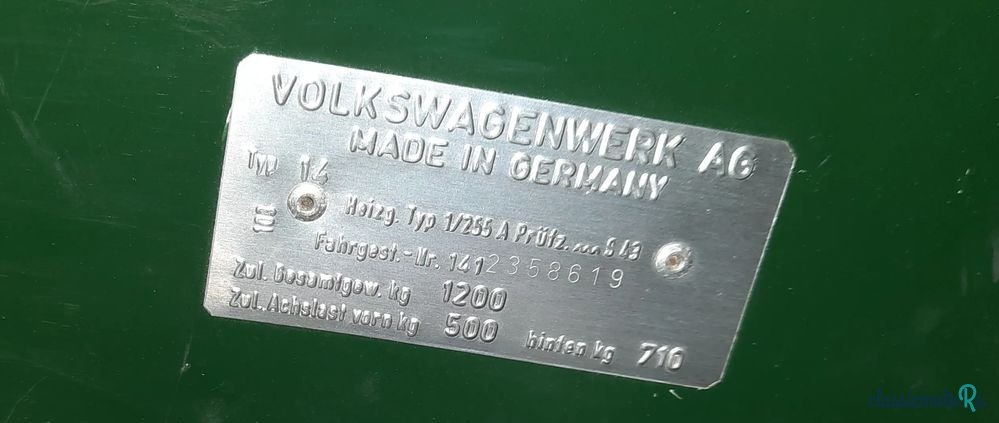 VOLKSWAGENWERK AG
MADE IN GERMANY
Typ 14
Heizg. Typ 1/255 A Prüfz. ~~~ S 43
Fahrgest.-Nr. 1412358619
Zul. Gesamtgew. kg 1200
Zul. Achslast vorn kg 500 hinten kg 710